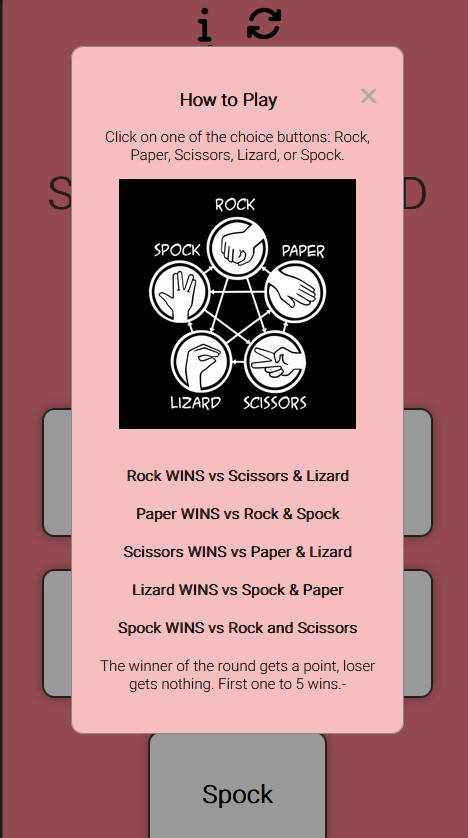 How to Play
×
Click on one of the choice buttons: Rock,
Paper, Scissors, Lizard, or Spock.
ROCK
SPOCK PAPER
LIZARD SCISSORS
Rock WINS vs Scissors & Lizard
Paper WINS vs Rock & Spock
Scissors WINS vs Paper & Lizard
Lizard WINS vs Spock & Paper
Spock WINS vs Rock and Scissors
The winner of the round gets a point, loser
gets nothing. First one to 5 wins.-
Spock